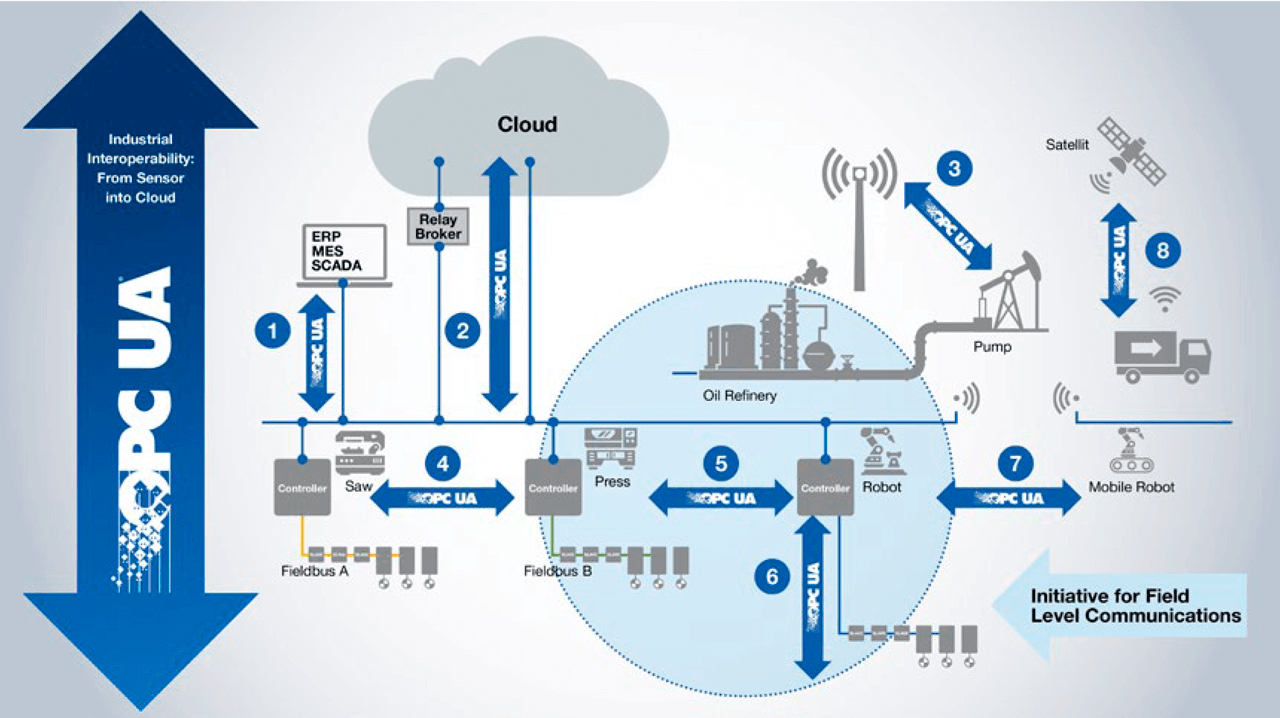 Industrial
Interoperability:
From Sensor
into Cloud
OPC UA
Cloud
Relay
Broker
ERP
MES
SCADA
1
OPC UA
2
OPC UA
3
OPC UA
Satellit
8
OPC UA
Pump
Oil Refinery
Controller
Saw
4
OPC UA
Controller
Press
5
OPC UA
Controller
Robot
7
OPC UA
Mobile Robot
Fieldbus A
Fieldbus B
6
OPC UA
Initiative for Field
Level Communications